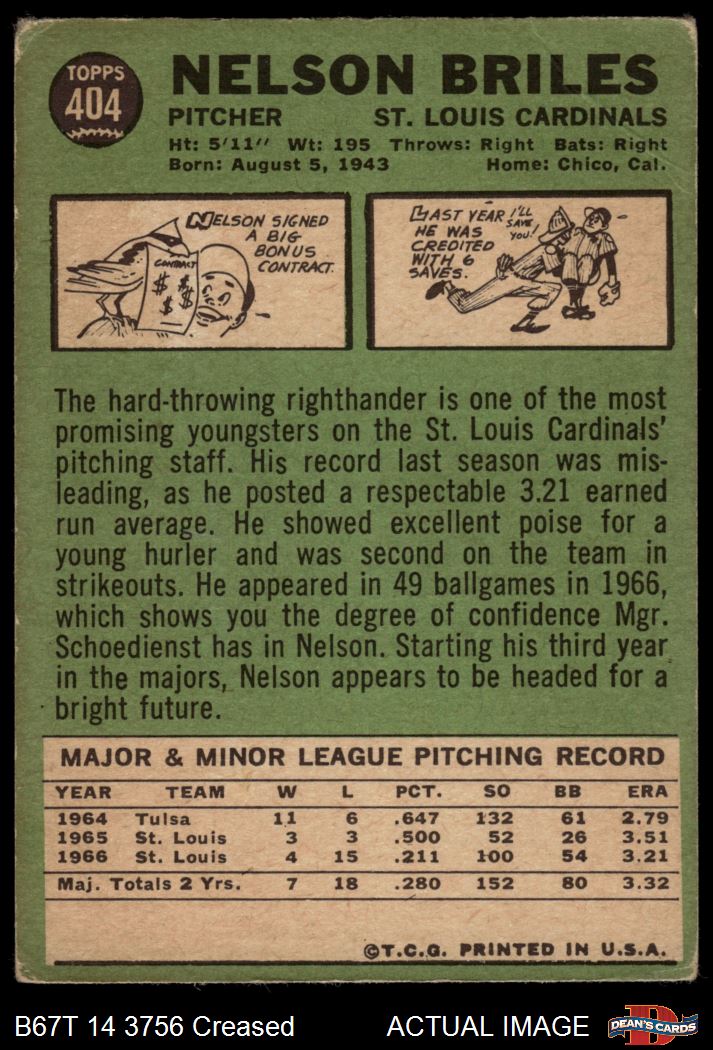 TOPPS
404
NELSON BRILES
PITCHER ST. LOUIS CARDINALS
Ht: 5'11" Wt: 195 Throws: Right Bats: Right
Born: August 5, 1943 Home: Chico, Cal.
NELSON SIGNED
A BIG
BONUS
CONTRACT.
CONTRACT
$ $
$ $
LAST YEAR
HE WAS
CREDITED
WITH 6
SAVES.
I'LL
SAVE
YOU!
The hard-throwing righthander is one of the most
promising youngsters on the St. Louis Cardinals'
pitching staff. His record last season was mis-
leading, as he posted a respectable 3.21 earned
run average. He showed excellent poise for a
young hurler and was second on the team in
strikeouts. He appeared in 49 ballgames in 1966,
which shows you the degree of confidence Mgr.
Schoedienst has in Nelson. Starting his third year
in the majors, Nelson appears to be headed for a
bright future.
MAJOR & MINOR LEAGUE PITCHING RECORD
YEAR TEAM W L PCT. SO BB ERA
1964 Tulsa 11 6 .647 132 61 2.79
1965 St. Louis 3 3 .500 52 26 3.51
1966 St. Louis 4 15 .211 100 54 3.21
Maj. Totals 2 Yrs. 7 18 .280 152 80 3.32
©T.C.G. PRINTED IN U.S.A.
B67T 14 3756 Creased ACTUAL IMAGE
D
DEAN'S CARDS